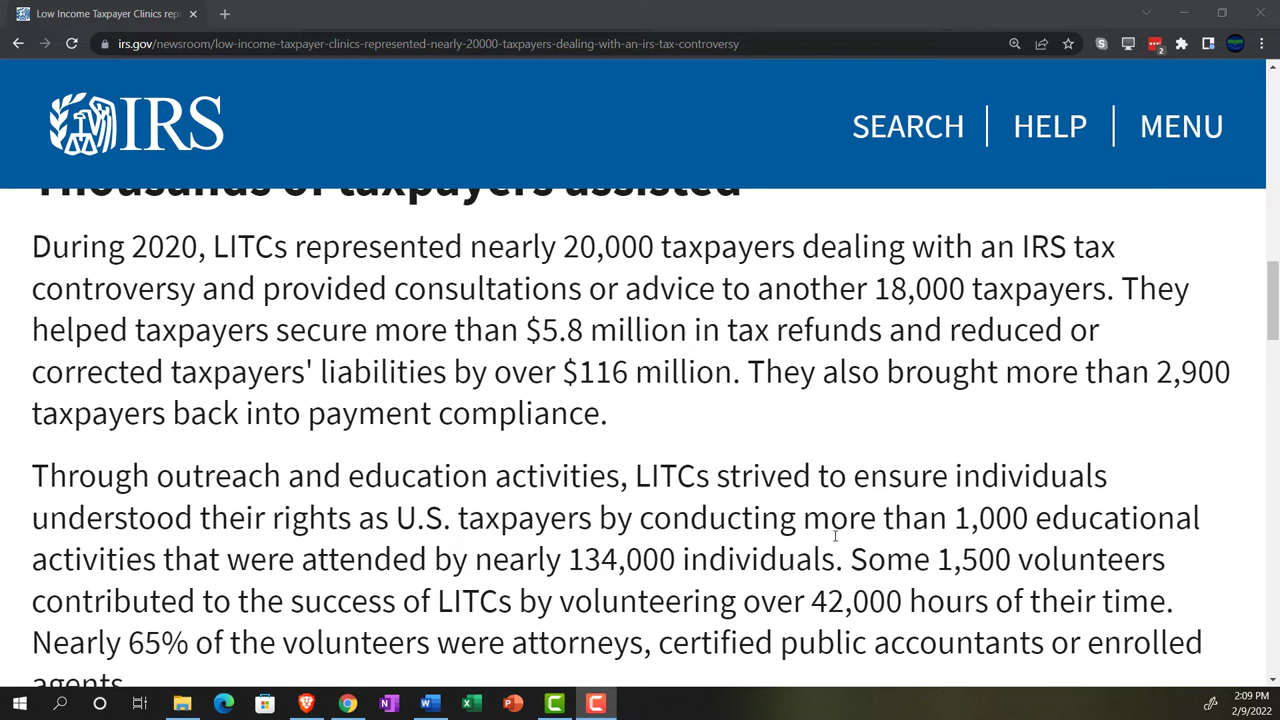 Low Income Taxpayer Clinics rep
irs.gov/newsroom/low-income-taxpayer-clinics-represented-nearly-20000-taxpayers-dealing-with-an-irs-tax-controversy
2
IRS
SEARCH HELP MENU
Thousands of taxpayers assisted
During 2020, LITCs represented nearly 20,000 taxpayers dealing with an IRS tax
controversy and provided consultations or advice to another 18,000 taxpayers. They
helped taxpayers secure more than $5.8 million in tax refunds and reduced or
corrected taxpayers' liabilities by over $116 million. They also brought more than 2,900
taxpayers back into payment compliance.
Through outreach and education activities, LITCs strived to ensure individuals
understood their rights as U.S. taxpayers by conducting more than 1,000 educational
activities that were attended by nearly 134,000 individuals. Some 1,500 volunteers
contributed to the success of LITCs by volunteering over 42,000 hours of their time.
Nearly 65% of the volunteers were attorneys, certified public accountants or enrolled
agents.
2:09 PM
2/9/2022